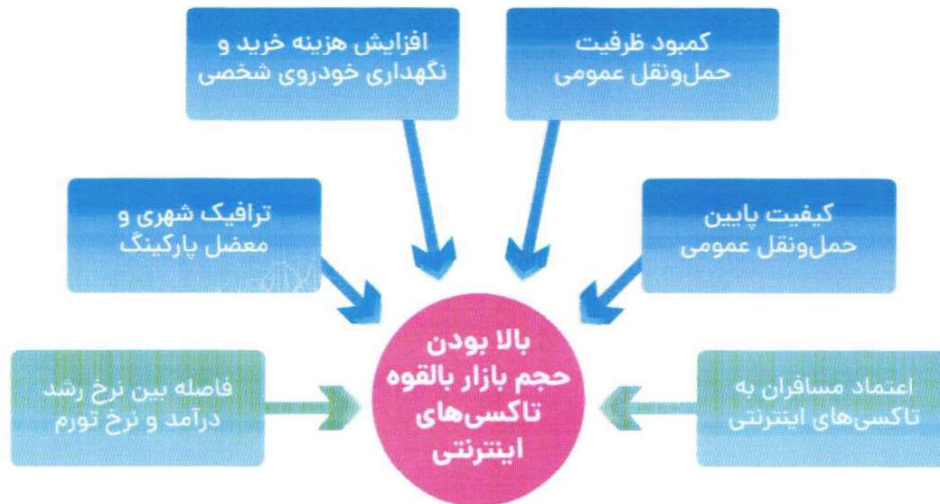 کمبود ظرفیت
حمل‌ونقل عمومی
افزایش هزینه خرید و
نگهداری خودروی شخصی
کیفیت پایین
حمل‌ونقل عمومی
ترافیک شهری و
معضل پارکینگ
بالا بودن
حجم بازار بالقوه
تاکسی‌های
اینترنتی
اعتماد مسافران به
تاکسی‌های اینترنتی
فاصله بین نرخ رشد
درآمد و نرخ تورم